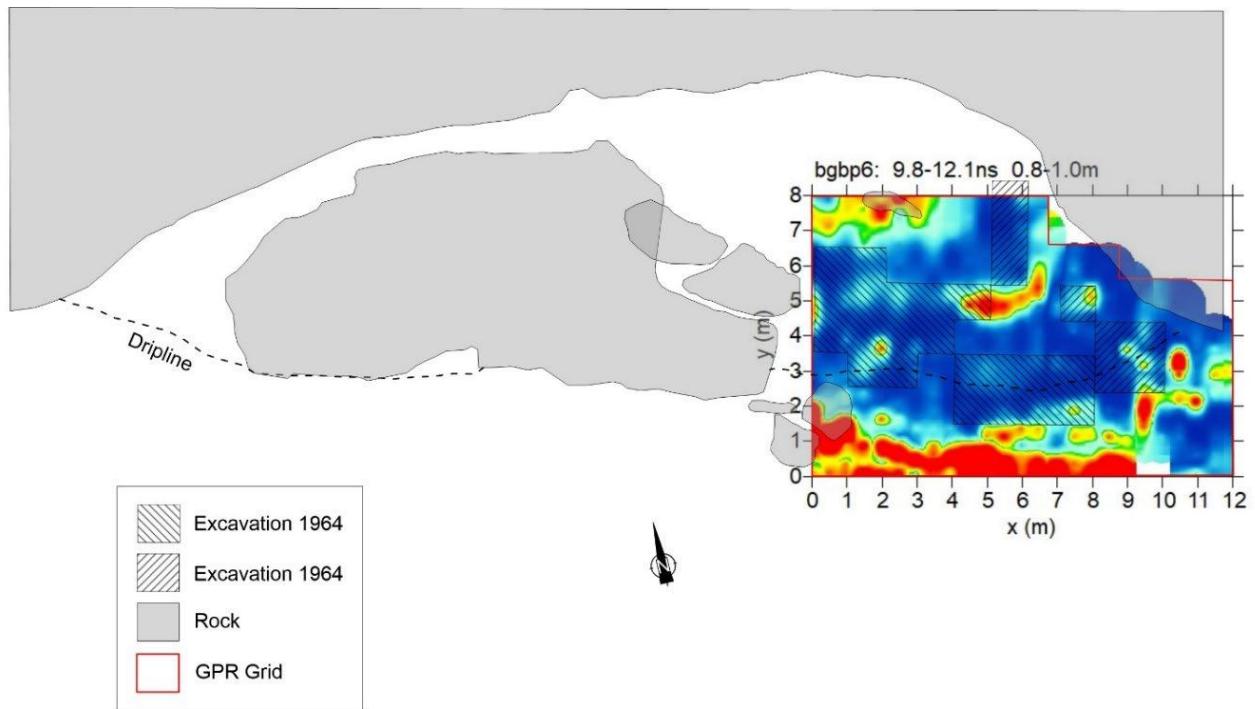 bgbp6: 9.8-12.1ns 0.8-1.0m
8
7
6
5
4
3
2
1
0
y (m)
0 1 2 3 4 5 6 7 8 9 10 11 12
x (m)
Dripline
N
Excavation 1964
Excavation 1964
Rock
GPR Grid